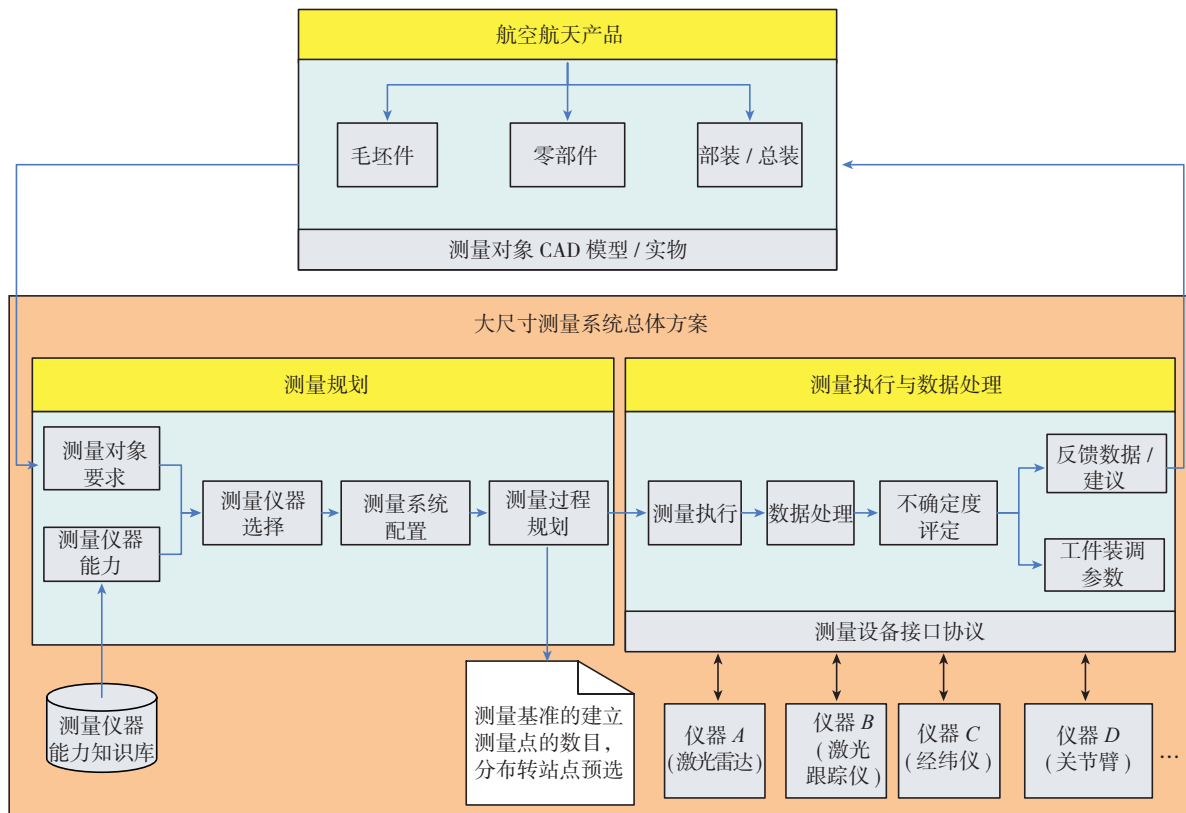 航空航天产品
毛坯件
零部件
部装 / 总装
测量对象 CAD 模型 / 实物
大尺寸测量系统总体方案
测量规划
测量执行与数据处理
测量对象
要求
测量仪器
能力
测量仪器
选择
测量系统
配置
测量过程
规划
测量执行
数据处理
不确定度
评定
反馈数据 /
建议
工件装调
参数
测量设备接口协议
测量仪器
能力知识库
测量基准的建立
测量点的数目，
分布转站点预选
仪器 A
( 激光雷达 )
仪器 B
( 激光
跟踪仪 )
仪器 C
( 经纬仪 )
仪器 D
( 关节臂 )
…